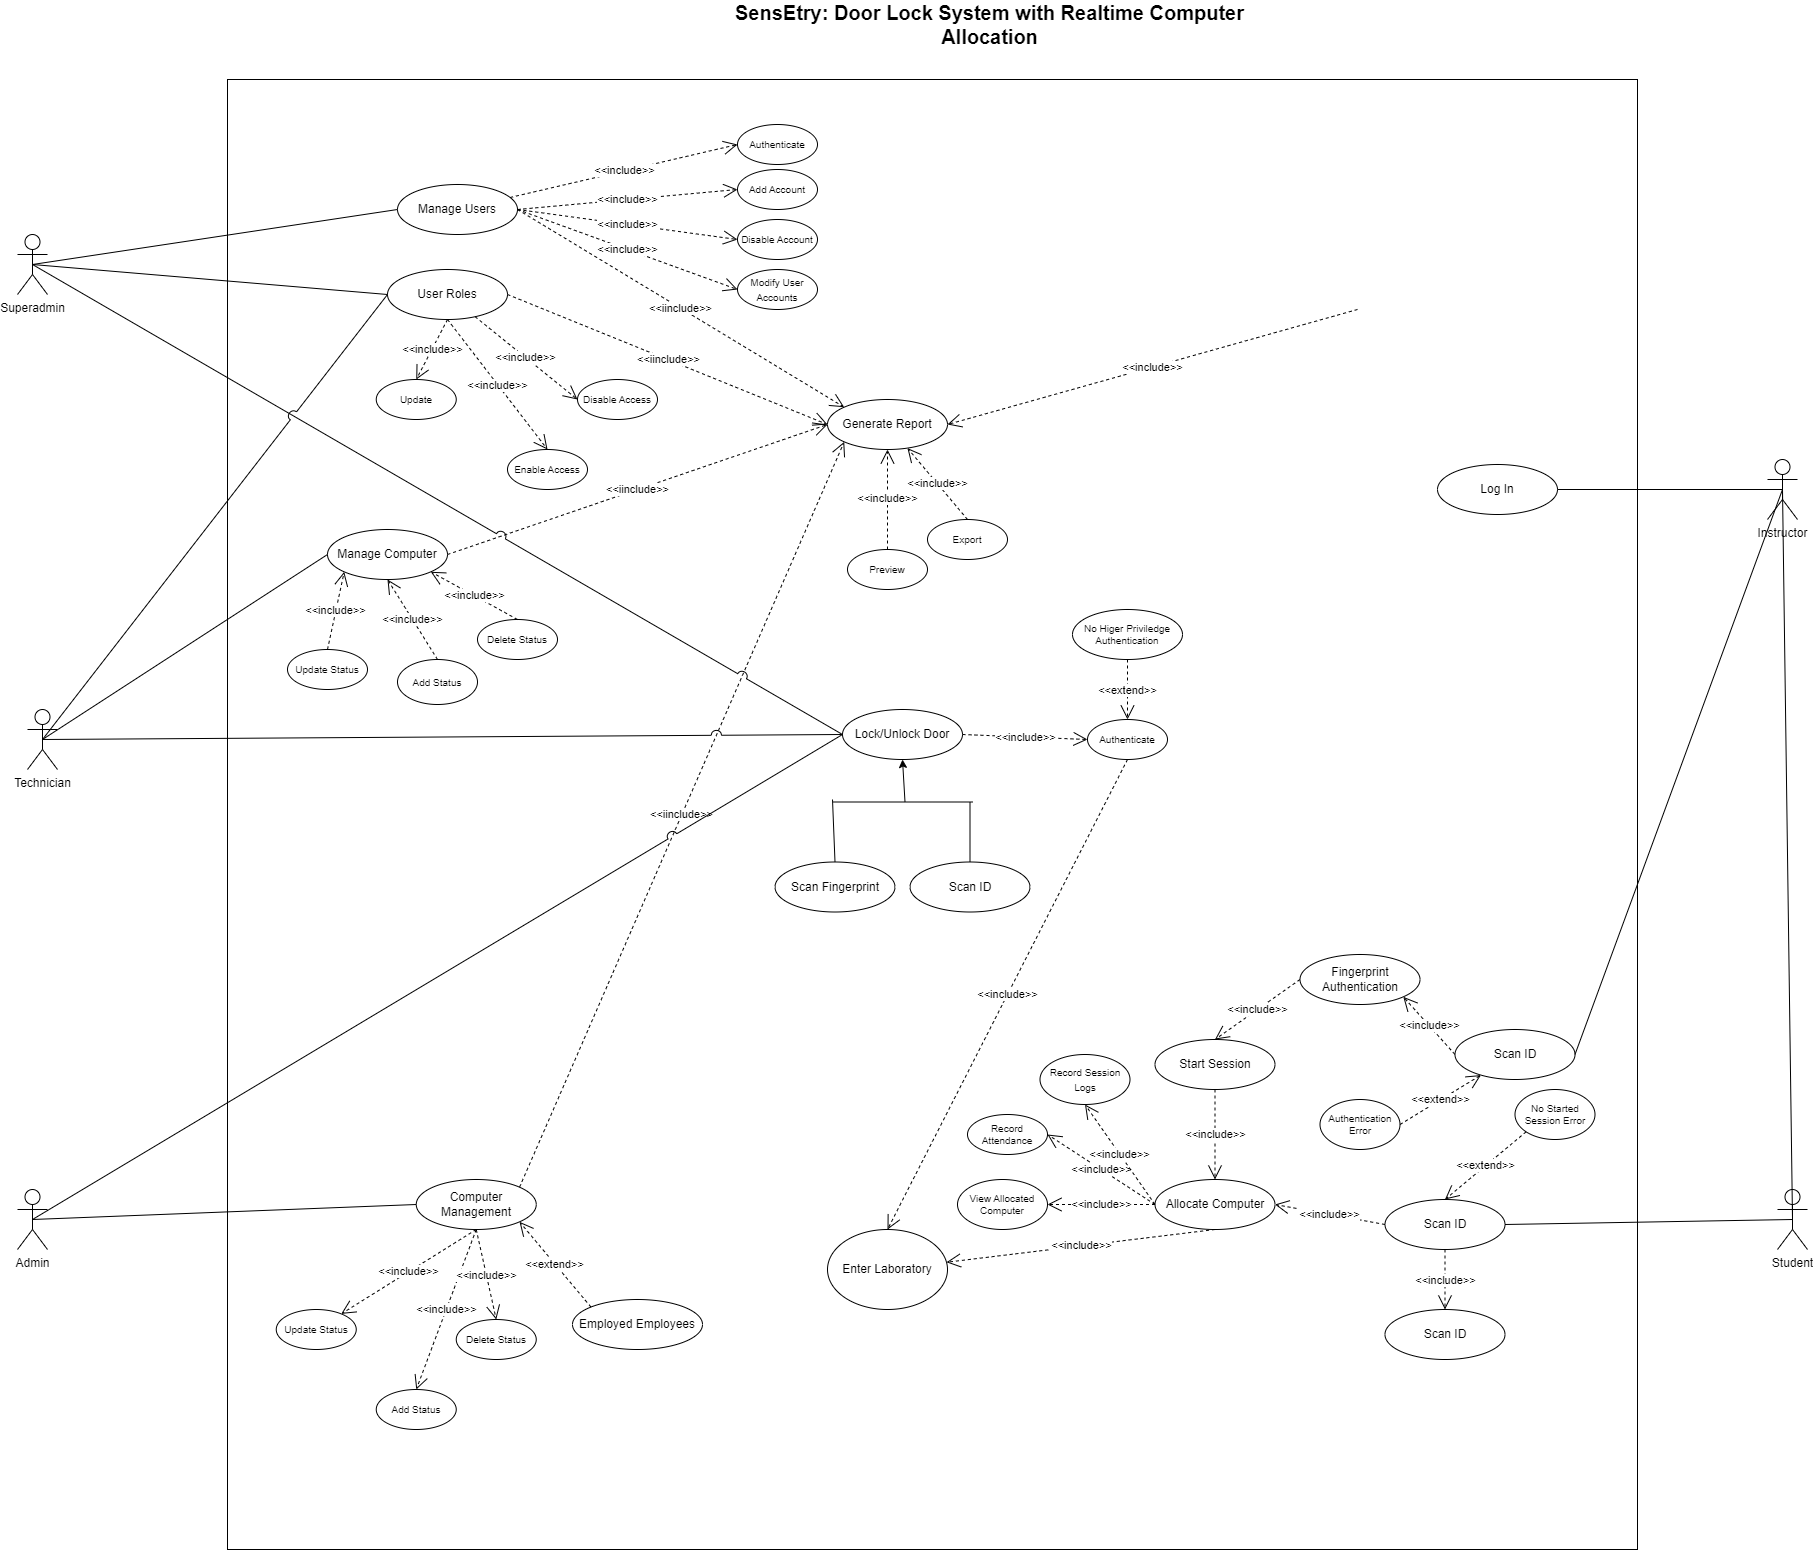 SensEtry: Door Lock System with Realtime Computer
Allocation
Authenticate
<<include>>
Add Account
<<include>>
Manage Users
<<include>>
Disable Account
<<include>>
Modify User
Accounts
Superadmin
User Roles
<<iinclude>>
<<include>>
<<include>>
<<iinclude>>
<<include>>
<<include>>
Update
Disable Access
Generate Report
Enable Access
<<include>>
<<include>>
<<iinclude>>
Log In
Instructor
Export
Manage Computer
Preview
<<include>>
<<include>>
<<include>>
Delete Status
Update Status
Add Status
No Higer Priviledge
Authentication
<<extend>>
Lock/Unlock Door
<<include>>
Authenticate
Technician
<<iinclude>>
Scan Fingerprint
Scan ID
Fingerprint
Authentication
<<include>>
<<include>>
<<include>>
Scan ID
Start Session
Record Session
Logs
<<extend>>
Authentication
Error
No Started
Session Error
Record
Attendance
<<include>>
<<include>>
<<include>>
<<extend>>
Computer
Management
View Allocated
Computer
<<include>>
Allocate Computer
<<include>>
Scan ID
Admin
Student
<<include>>
Enter Laboratory
<<include>>
<<include>>
<<include>>
<<extend>>
<<include>>
Update Status
Delete Status
Employed Employees
Scan ID
Add Status